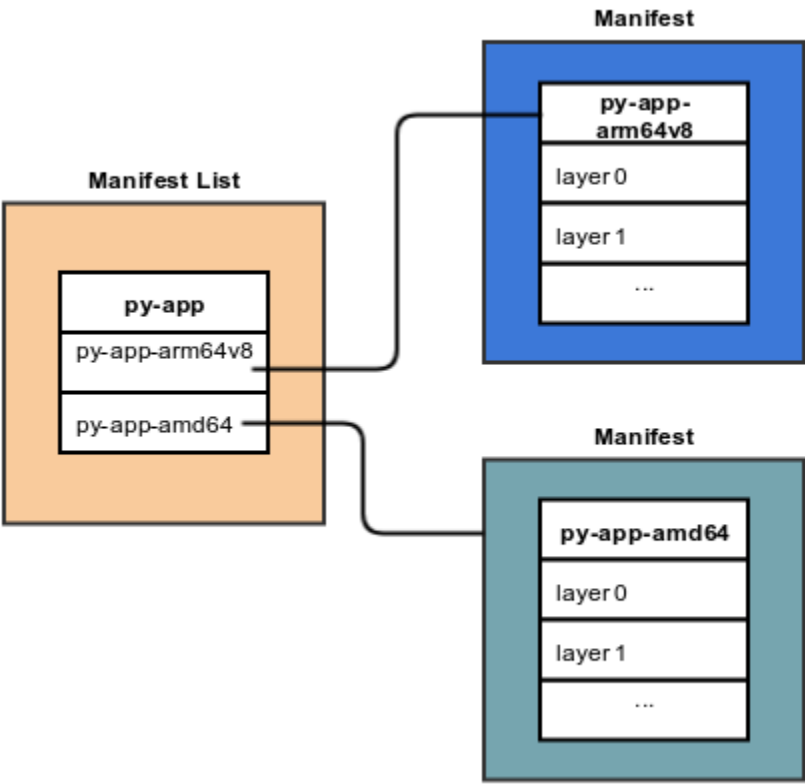 Manifest List
py-app
py-app-arm64v8
py-app-amd64
Manifest
py-app-
arm64v8
layer 0
layer 1
...
Manifest
py-app-amd64
layer 0
layer 1
...